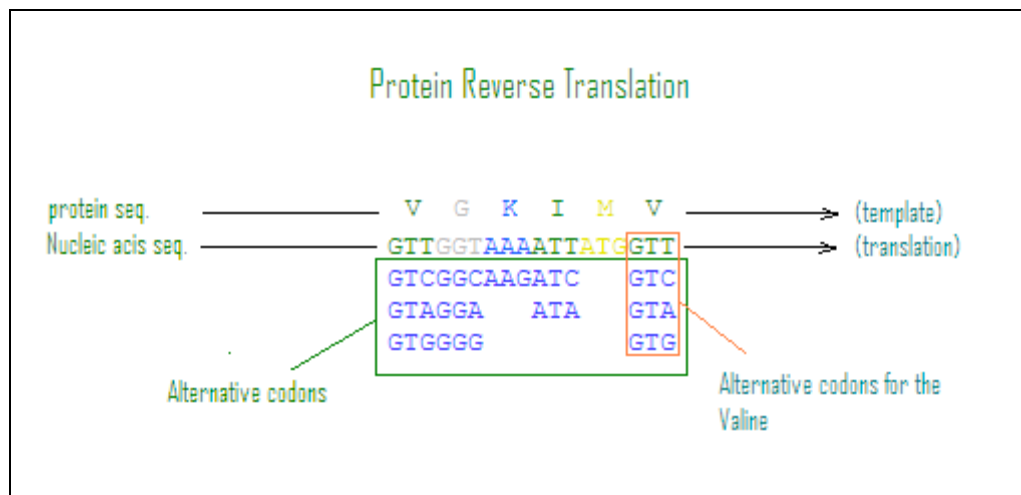 Protein Reverse Translation
protein seq. V G K I M V (template)
Nucleic acis seq. GTTGGTAAAATTATGGTT (translation)
GTCGGCAAGATC GTC
GTAGGA ATA GTA
GTGGGG GTG
Alternative codons
Alternative codons for the
Valine